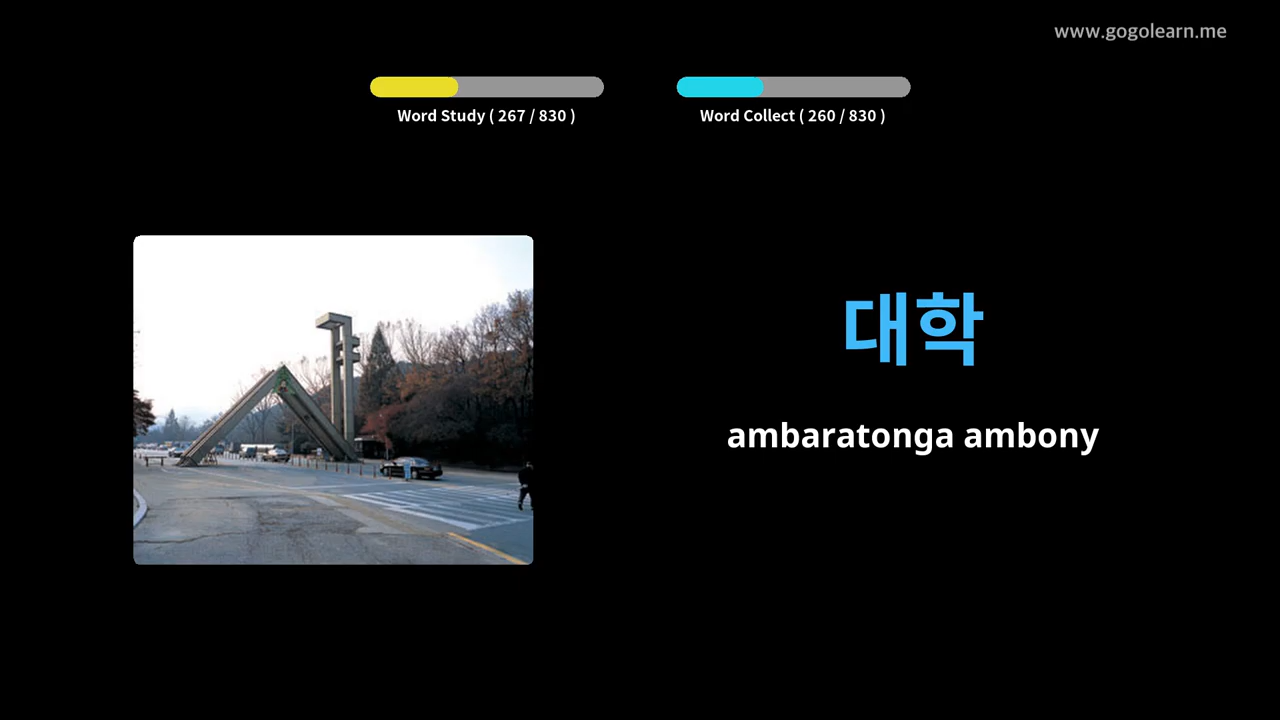 www.gogolearn.me
Word Study ( 267 / 830 )
Word Collect ( 260 / 830 )
대학
ambaratonga ambony